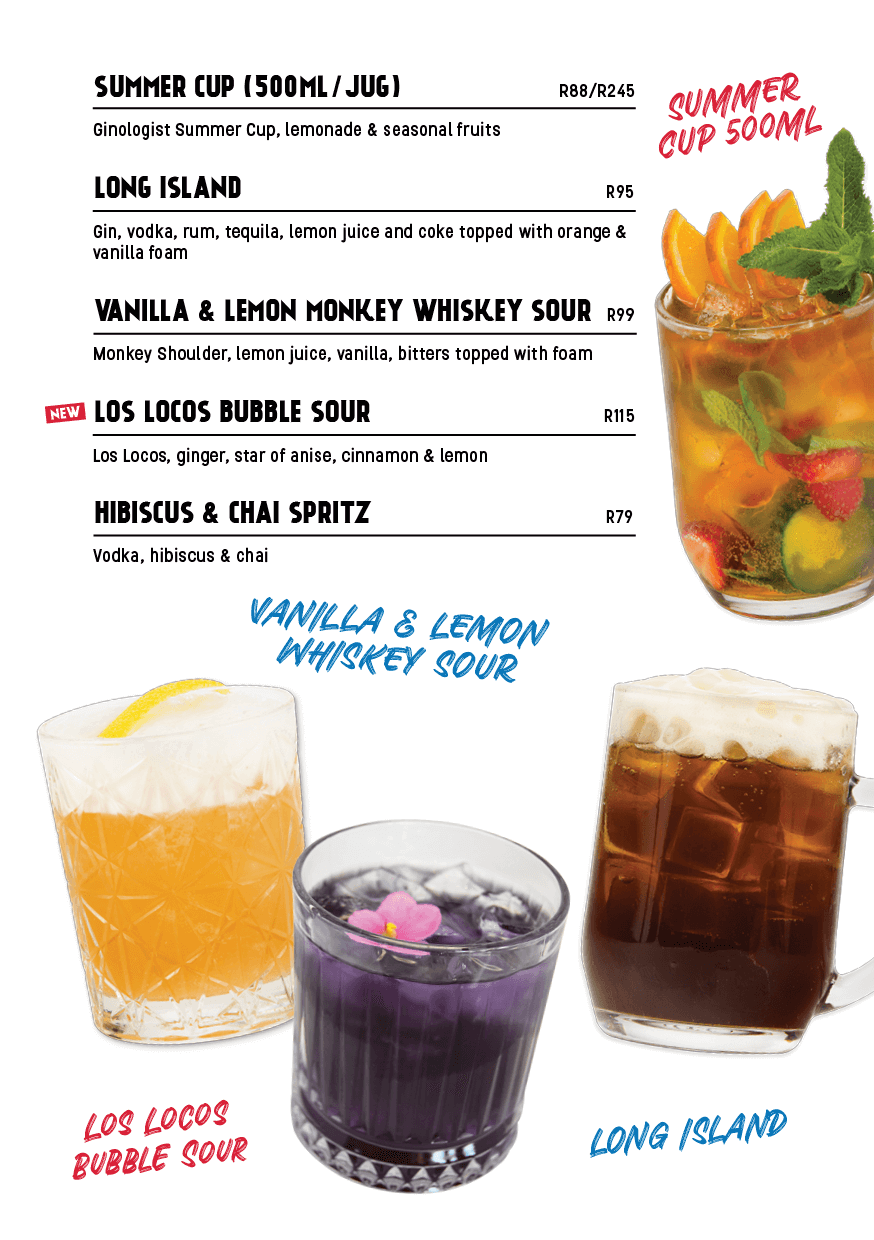 SUMMER CUP (500ML/JUG) R88/R245
Ginologist Summer Cup, lemonade & seasonal fruits
LONG ISLAND R95
Gin, vodka, rum, tequila, lemon juice and coke topped with orange &
vanilla foam
VANILLA & LEMON MONKEY WHISKEY SOUR R99
Monkey Shoulder, lemon juice, vanilla, bitters topped with foam
NEW LOS LOCOS BUBBLE SOUR R115
Los Locos, ginger, star of anise, cinnamon & lemon
HIBISCUS & CHAI SPRITZ R79
Vodka, hibiscus & chai
SUMMER
CUP 500ML
VANILLA & LEMON
WHISKEY SOUR
LOS LOCOS
BUBBLE SOUR
LONG ISLAND